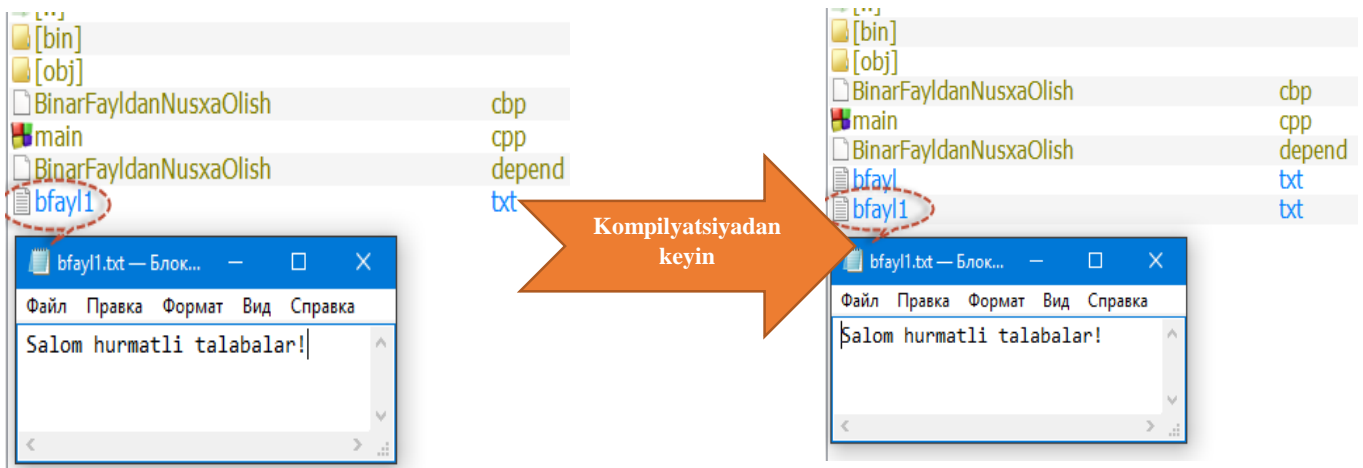 [bin]
[obj]
BinarFayldanNusxaOlish cbp
main cpp
BinarFayldanNusxaOlish depend
bfayl1 txt
bfayl1.txt — Блок...
Файл Правка Формат Вид Справка
Salom hurmatli talabalar!
Kompilyatsiyadan
keyin
[bin]
[obj]
BinarFayldanNusxaOlish cbp
main cpp
BinarFayldanNusxaOlish depend
bfayl txt
bfayl1 txt
bfayl1.txt — Блок...
Файл Правка Формат Вид Справка
Salom hurmatli talabalar!